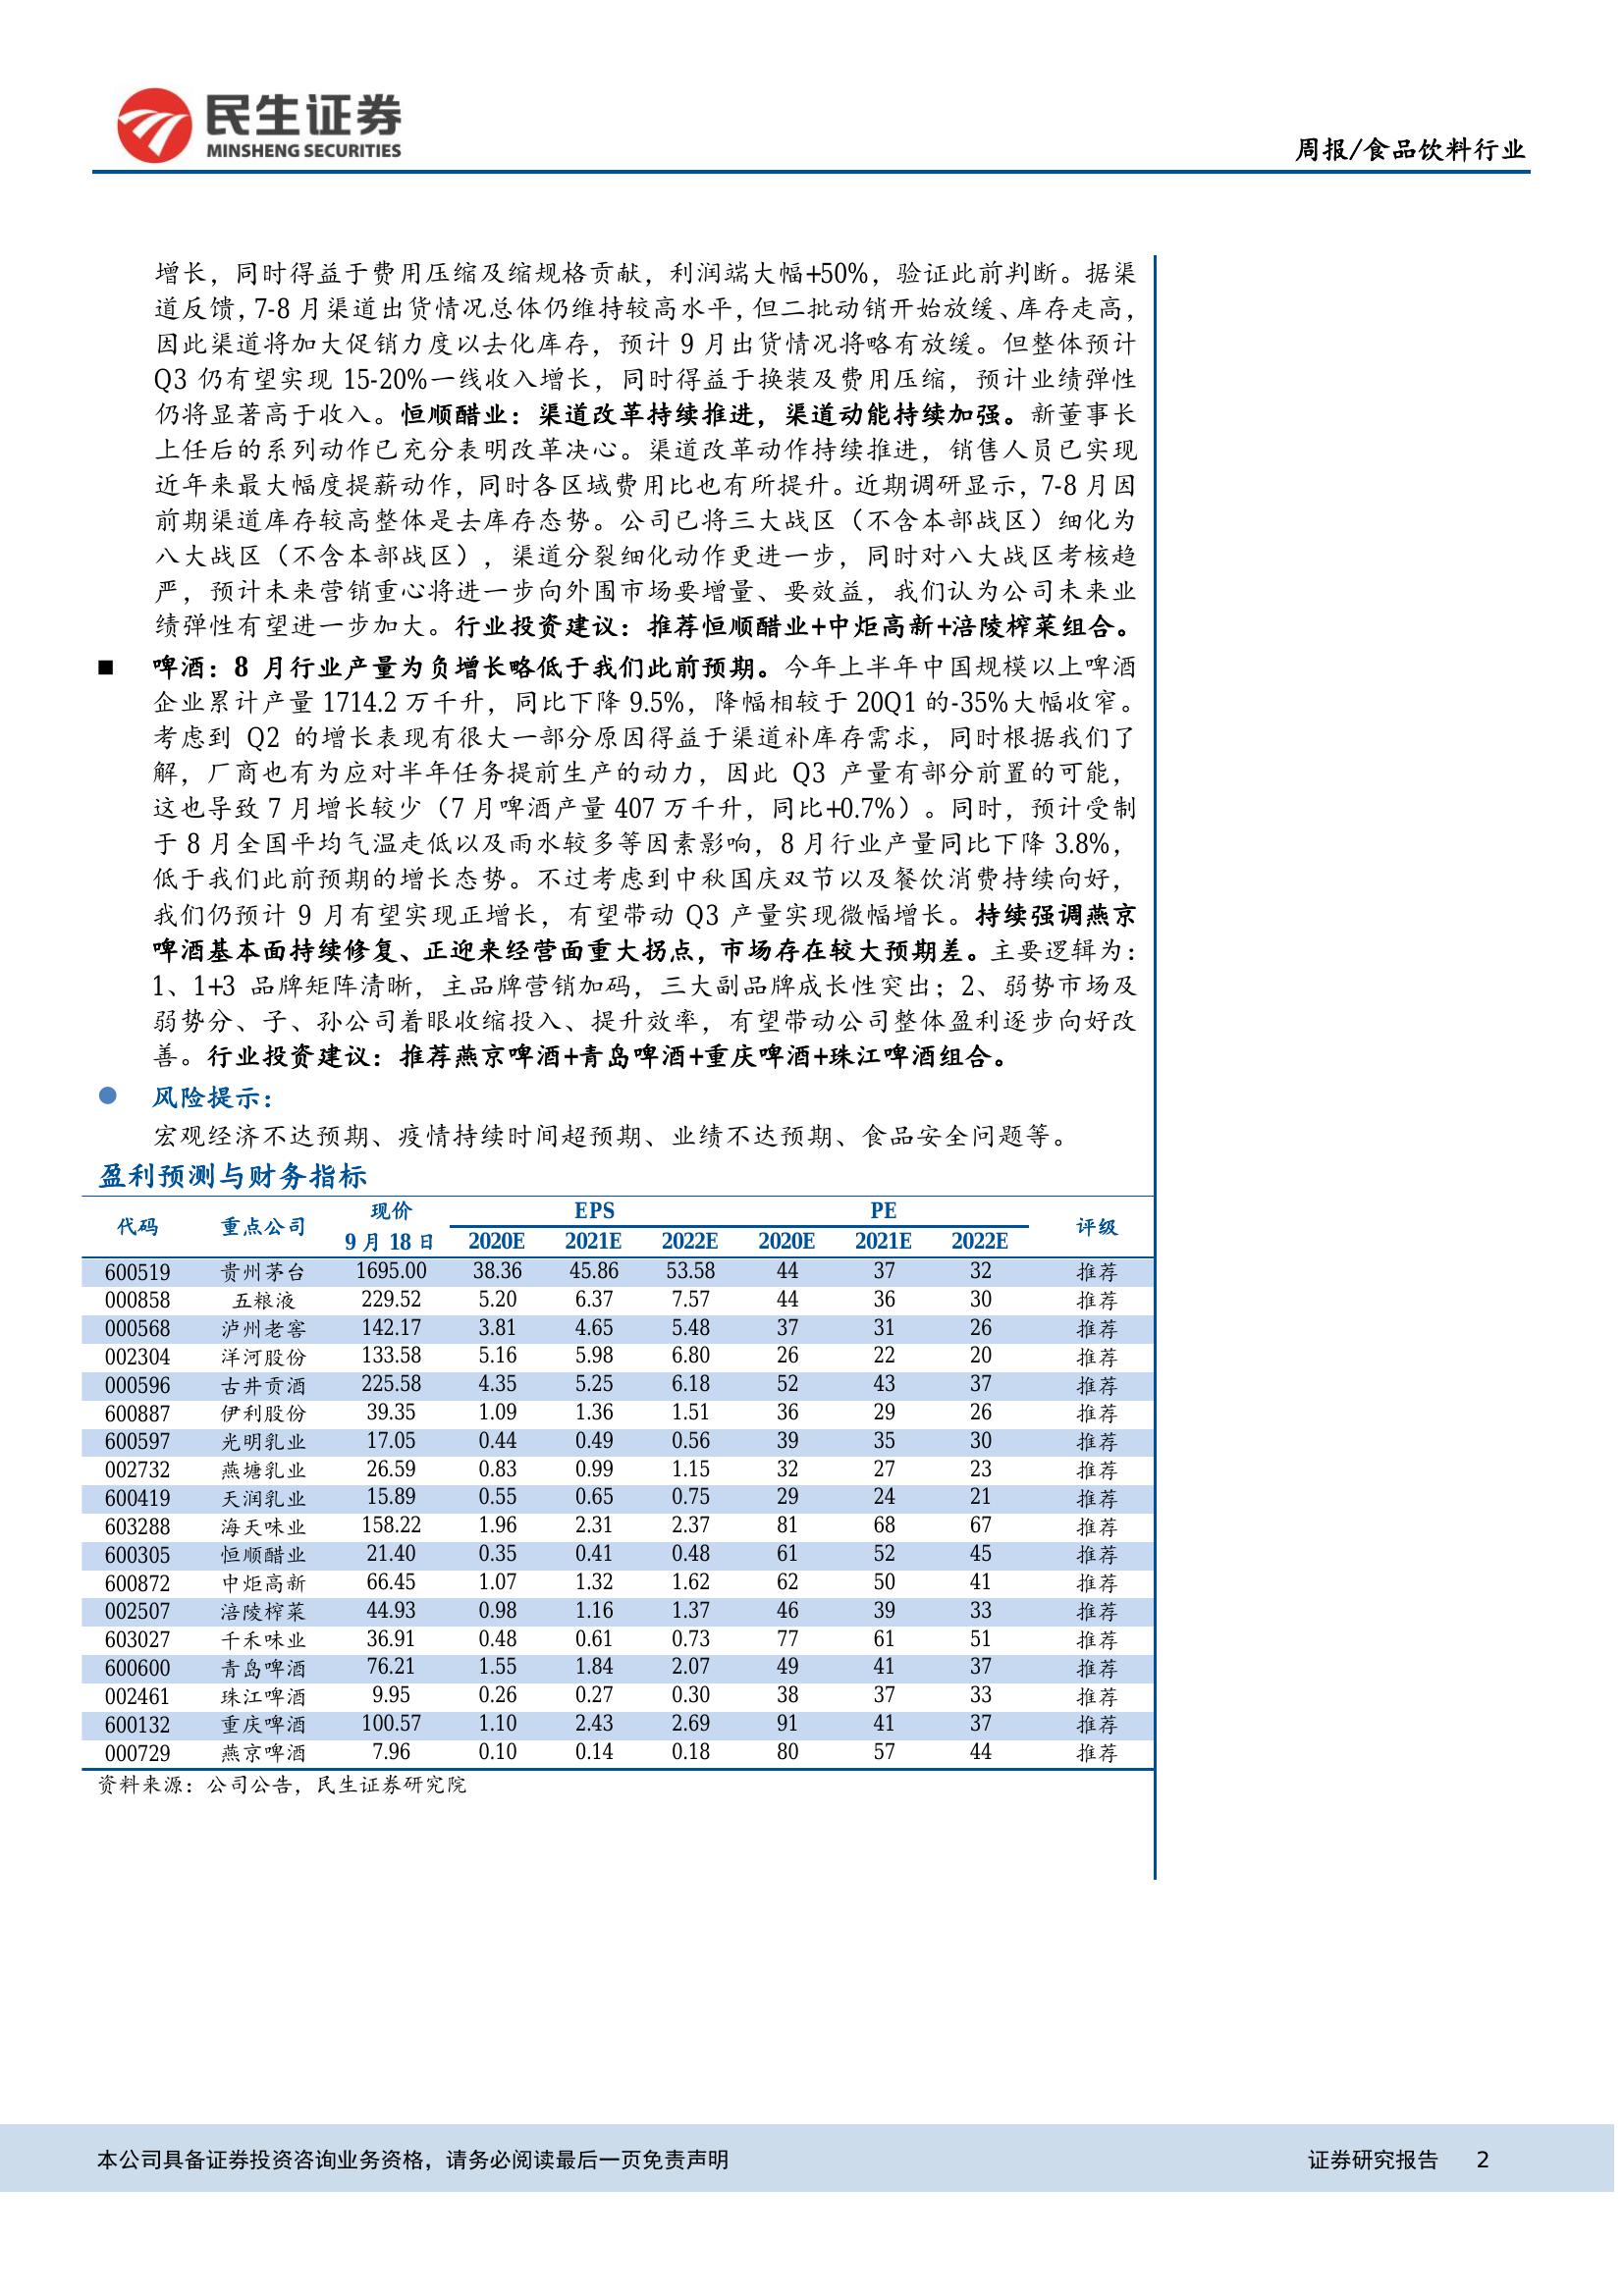 民生证券
MINSHENG SECURITIES
周报/食品饮料行业
增长，同时得益于费用压缩及缩规格贡献，利润端大幅+50%，验证此前判断。据渠
道反馈，7-8 月渠道出货情况总体仍维持较高水平，但二批动销开始放缓、库存走高，
因此渠道将加大促销力度以去化库存，预计 9 月出货情况将略有放缓。但整体预计
Q3 仍有望实现 15-20%一线收入增长，同时得益于换装及费用压缩，预计业绩弹性
仍将显著高于收入。恒顺醋业：渠道改革持续推进，渠道动能持续加强。新董事长
上任后的系列动作已充分表明改革决心。渠道改革动作持续推进，销售人员已实现
近年来最大幅度提薪动作，同时各区域费用比也有所提升。近期调研显示，7-8 月因
前期渠道库存较高整体是去库存态势。公司已将三大战区（不含本部战区）细化为
八大战区（不含本部战区），渠道分裂细化动作更进一步，同时对八大战区考核趋
严，预计未来营销重心将进一步向外围市场要增量、要效益，我们认为公司未来业
绩弹性有望进一步加大。行业投资建议：推荐恒顺醋业+中炬高新+涪陵榨菜组合。
■ 啤酒：8 月行业产量为负增长略低于我们此前预期。今年上半年中国规模以上啤酒
企业累计产量 1714.2 万千升，同比下降 9.5%，降幅相较于 20Q1 的-35%大幅收窄。
考虑到 Q2 的增长表现有很大一部分原因得益于渠道补库存需求，同时根据我们了
解，厂商也有为应对半年任务提前生产的动力，因此 Q3 产量有部分前置的可能，
这也导致 7 月增长较少（7 月啤酒产量 407 万千升，同比+0.7%）。同时，预计受制
于 8 月全国平均气温走低以及雨水较多等因素影响，8 月行业产量同比下降 3.8%，
低于我们此前预期的增长态势。不过考虑到中秋国庆双节以及餐饮消费持续向好，
我们仍预计 9 月有望实现正增长，有望带动 Q3 产量实现微幅增长。持续强调燕京
啤酒基本面持续修复、正迎来经营面重大拐点，市场存在较大预期差。主要逻辑为：
1、1+3 品牌矩阵清晰，主品牌营销加码，三大副品牌成长性突出；2、弱势市场及
弱势分、子、孙公司着眼收缩投入、提升效率，有望带动公司整体盈利逐步向好改
善。行业投资建议：推荐燕京啤酒+青岛啤酒+重庆啤酒+珠江啤酒组合。
● 风险提示：
宏观经济不达预期、疫情持续时间超预期、业绩不达预期、食品安全问题等。
盈利预测与财务指标
代码 重点公司 现价 EPS PE 评级
9 月 18 日 2020E 2021E 2022E 2020E 2021E 2022E
600519 贵州茅台 1695.00 38.36 45.86 53.58 44 37 32 推荐
000858 五粮液 229.52 5.20 6.37 7.57 44 36 30 推荐
000568 泸州老窖 142.17 3.81 4.65 5.48 37 31 26 推荐
002304 洋河股份 133.58 5.16 5.98 6.80 26 22 20 推荐
000596 古井贡酒 225.58 4.35 5.25 6.18 52 43 37 推荐
600887 伊利股份 39.35 1.09 1.36 1.51 36 29 26 推荐
600597 光明乳业 17.05 0.44 0.49 0.56 39 35 30 推荐
002732 燕塘乳业 26.59 0.83 0.99 1.15 32 27 23 推荐
600419 天润乳业 15.89 0.55 0.65 0.75 29 24 21 推荐
603288 海天味业 158.22 1.96 2.31 2.37 81 68 67 推荐
600305 恒顺醋业 21.40 0.35 0.41 0.48 61 52 45 推荐
600872 中炬高新 66.45 1.07 1.32 1.62 62 50 41 推荐
002507 涪陵榨菜 44.93 0.98 1.16 1.37 46 39 33 推荐
603027 千禾味业 36.91 0.48 0.61 0.73 77 61 51 推荐
600600 青岛啤酒 76.21 1.55 1.84 2.07 49 41 37 推荐
002461 珠江啤酒 9.95 0.26 0.27 0.30 38 37 33 推荐
600132 重庆啤酒 100.57 1.10 2.43 2.69 91 41 37 推荐
000729 燕京啤酒 7.96 0.10 0.14 0.18 80 57 44 推荐
资料来源：公司公告，民生证券研究院
本公司具备证券投资咨询业务资格，请务必阅读最后一页免责声明 证券研究报告 2